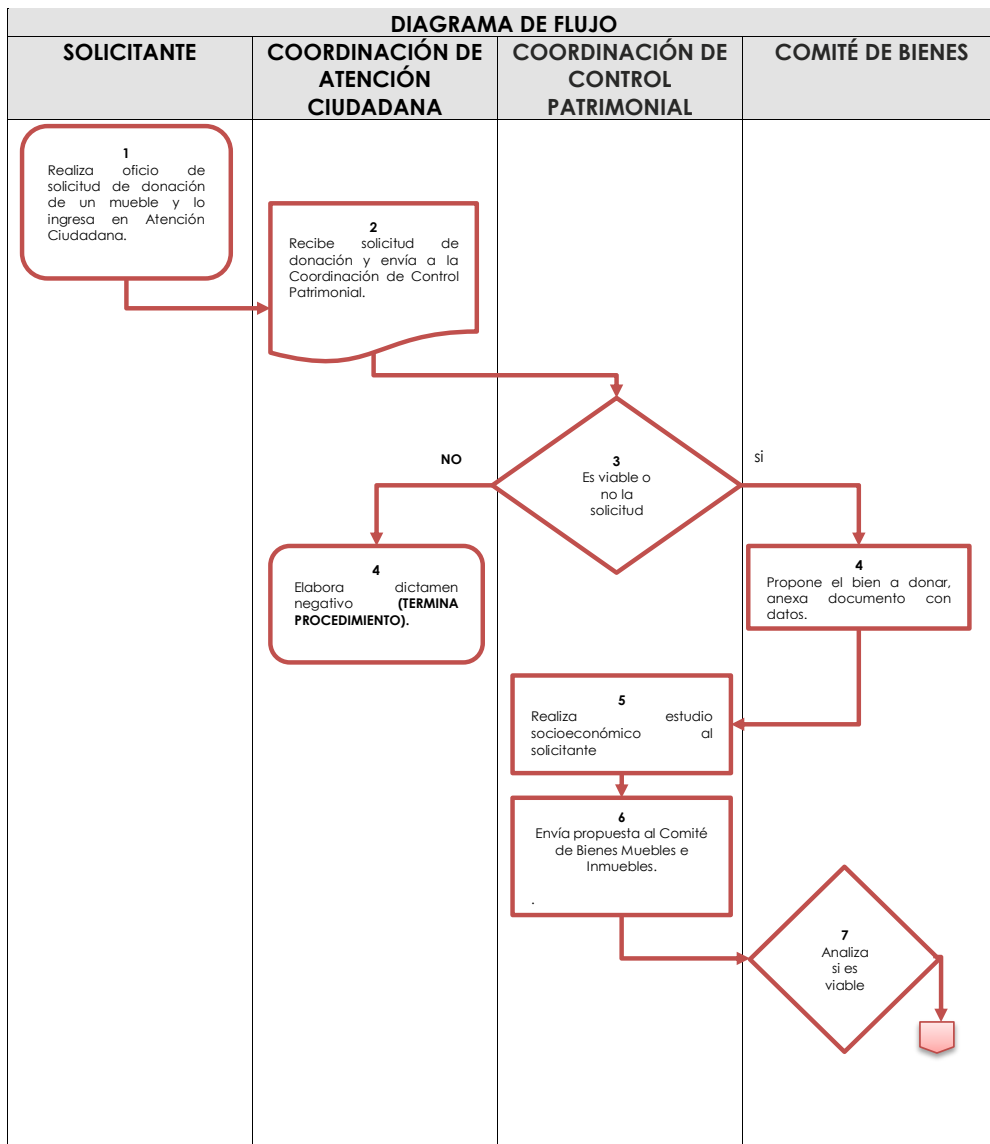 DIAGRAMA DE FLUJO
SOLICITANTE
COORDINACIÓN DE
ATENCIÓN
CIUDADANA
COORDINACIÓN DE
CONTROL
PATRIMONIAL
COMITÉ DE BIENES
1
Realiza oficio de
solicitud de donación
de un mueble y lo
ingresa en Atención
Ciudadana.
2
Recibe solicitud de
donación y envía a la
Coordinación de Control
Patrimonial.
3
Es viable o
no la
solicitud
NO
si
4
Elabora dictamen
negativo (TERMINA
PROCEDIMIENTO).
4
Propone el bien a donar,
anexa documento con
datos.
5
Realiza estudio
socioeconómico al
solicitante
6
Envía propuesta al Comité
de Bienes Muebles e
Inmuebles.
.
7
Analiza
si es
viable